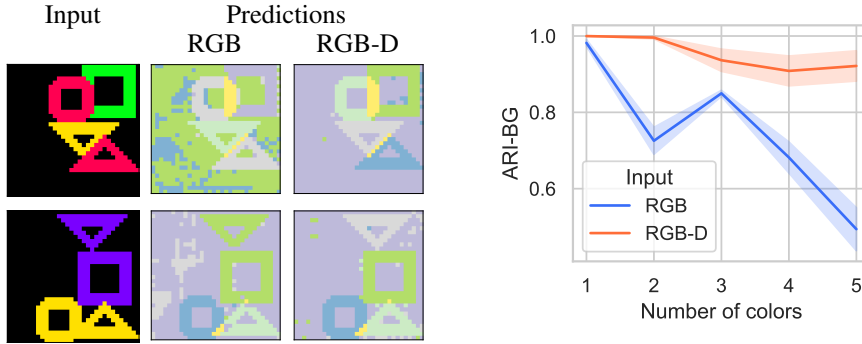 Input
Predictions
RGB
RGB-D
ARI-BG
1.0
0.8
0.6
Input
RGB
RGB-D
1
2
3
4
5
Number of colors